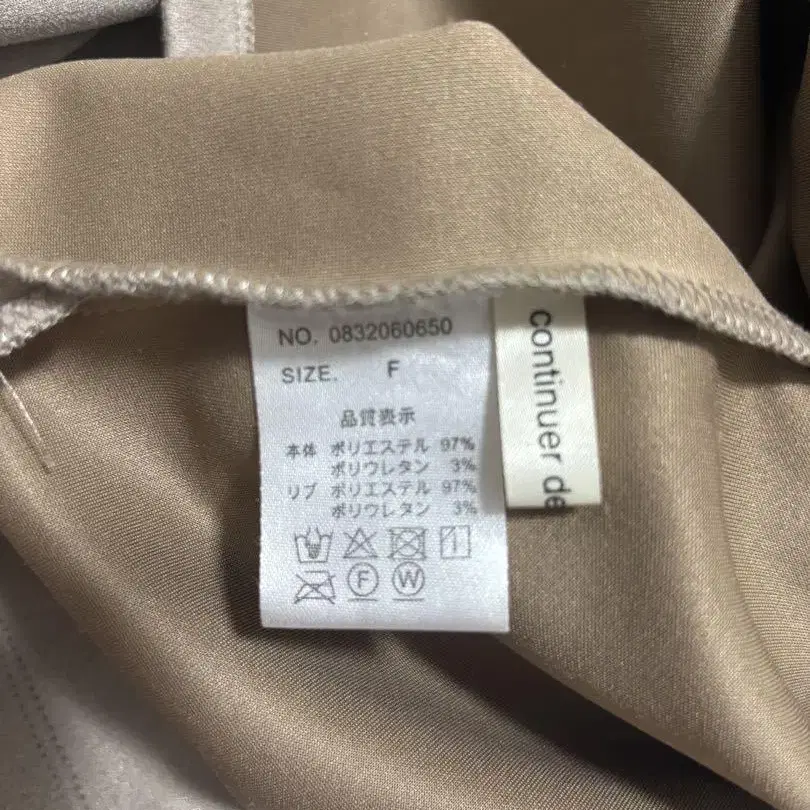 NO. 0832060650
SIZE. F
品質表示
本体 ポリエステル 97%
ポリウレタン 3%
リブ ポリエステル 97%
ポリウレタン 3%
F W
continuer de